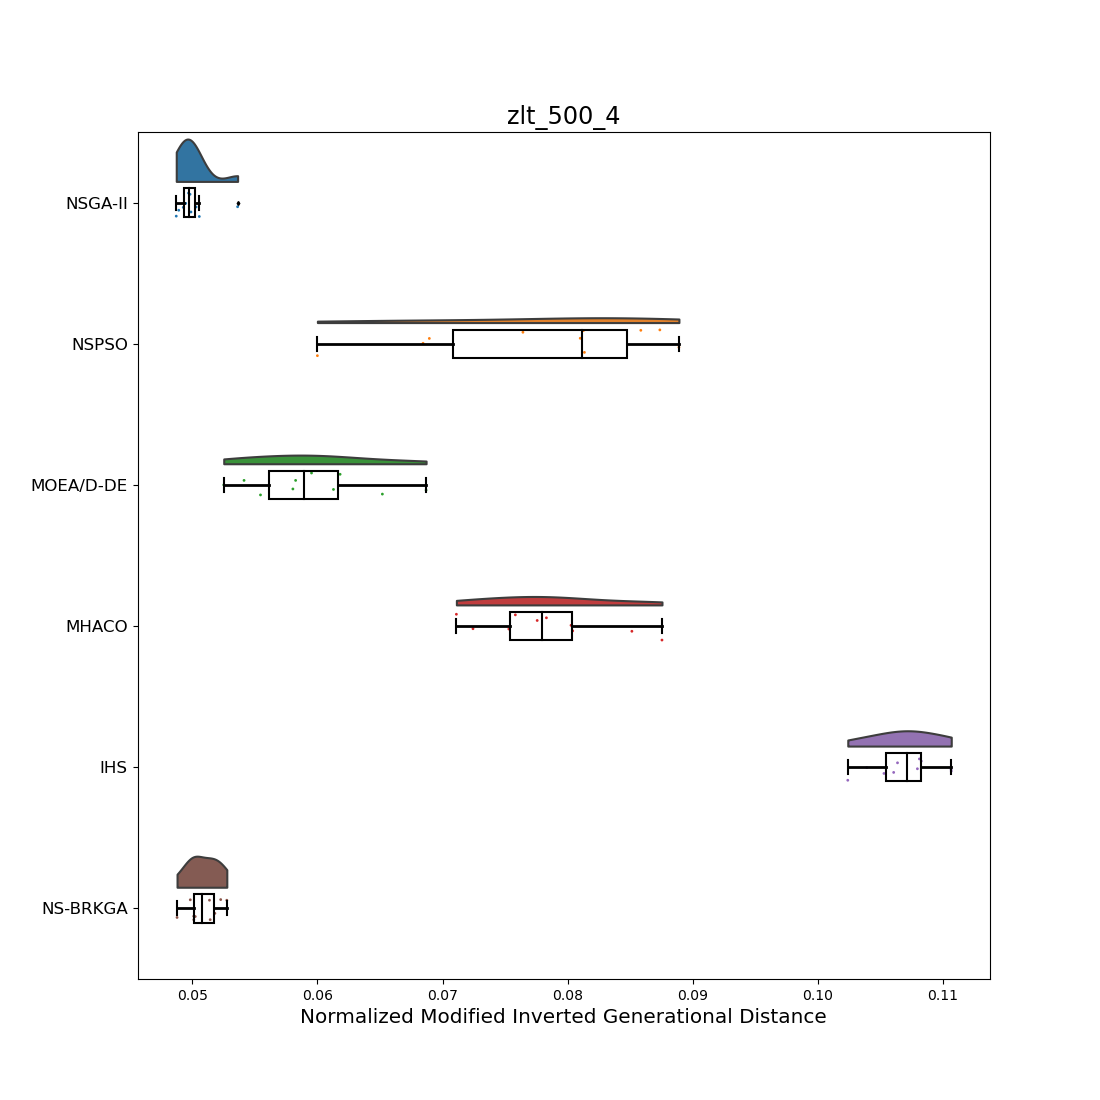 zlt_500_4
NSGA-II
NSPSO
MOEA/D-DE
MHACO
IHS
NS-BRKGA
0.05 0.06 0.07 0.08 0.09 0.10 0.11
Normalized Modified Inverted Generational Distance